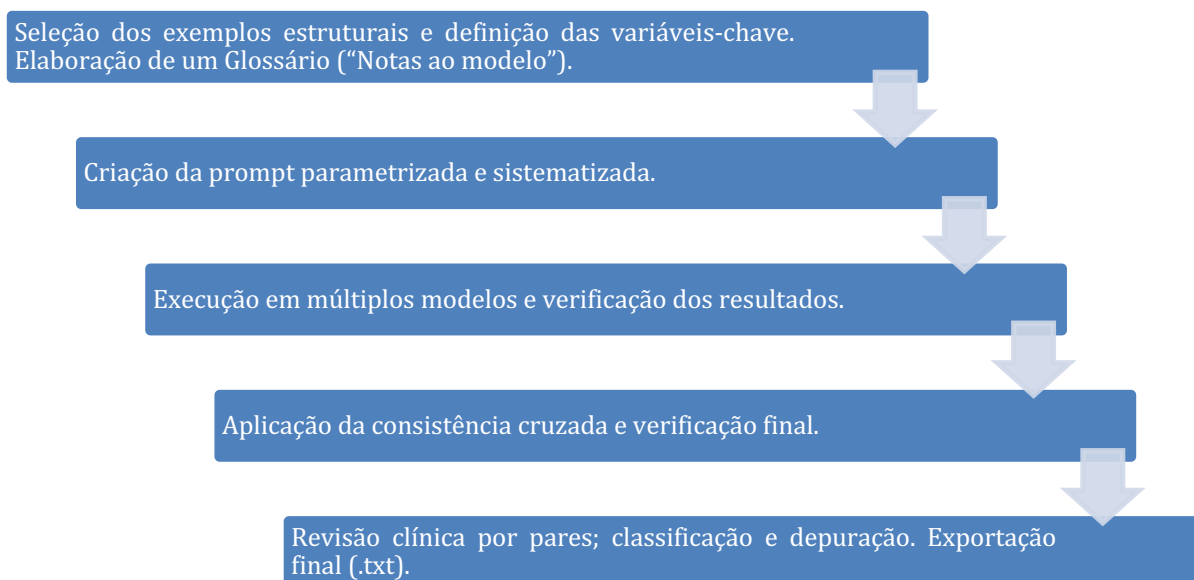 Seleção dos exemplos estruturais e definição das variáveis-chave.
Elaboração de um Glossário (“Notas ao modelo”).
Criação da prompt parametrizada e sistematizada.
Execução em múltiplos modelos e verificação dos resultados.
Aplicação da consistência cruzada e verificação final.
Revisão clínica por pares; classificação e depuração. Exportação
final (.txt).